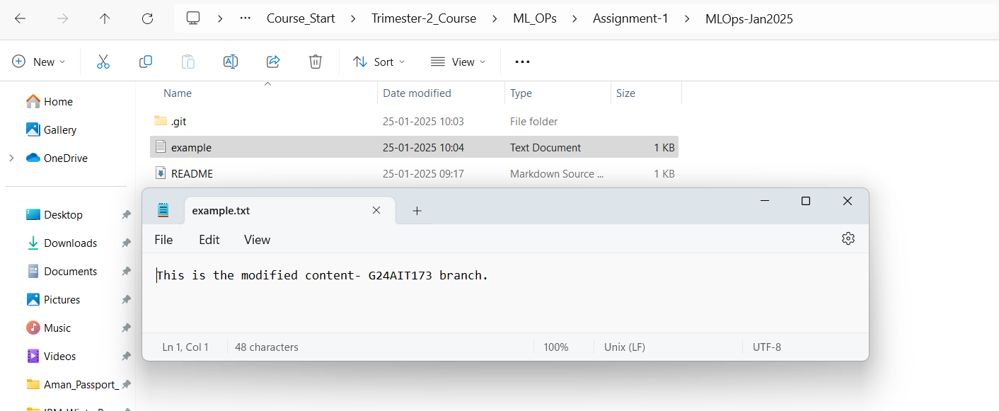 ··· Course_Start Trimester-2_Course ML_OPs Assignment-1 MLOps-Jan2025
New Sort View ···
Name Date modified Type Size
Home
Gallery
OneDrive
Desktop
Downloads
Documents
Pictures
Music
Videos
Aman_Passport_
.git 25-01-2025 10:03 File folder
example 25-01-2025 10:04 Text Document 1 KB
README 25-01-2025 09:17 Markdown Source ... 1 KB
example.txt
File Edit View
This is the modified content- G24AIT173 branch.
Ln 1, Col 1 48 characters 100% Unix (LF) UTF-8